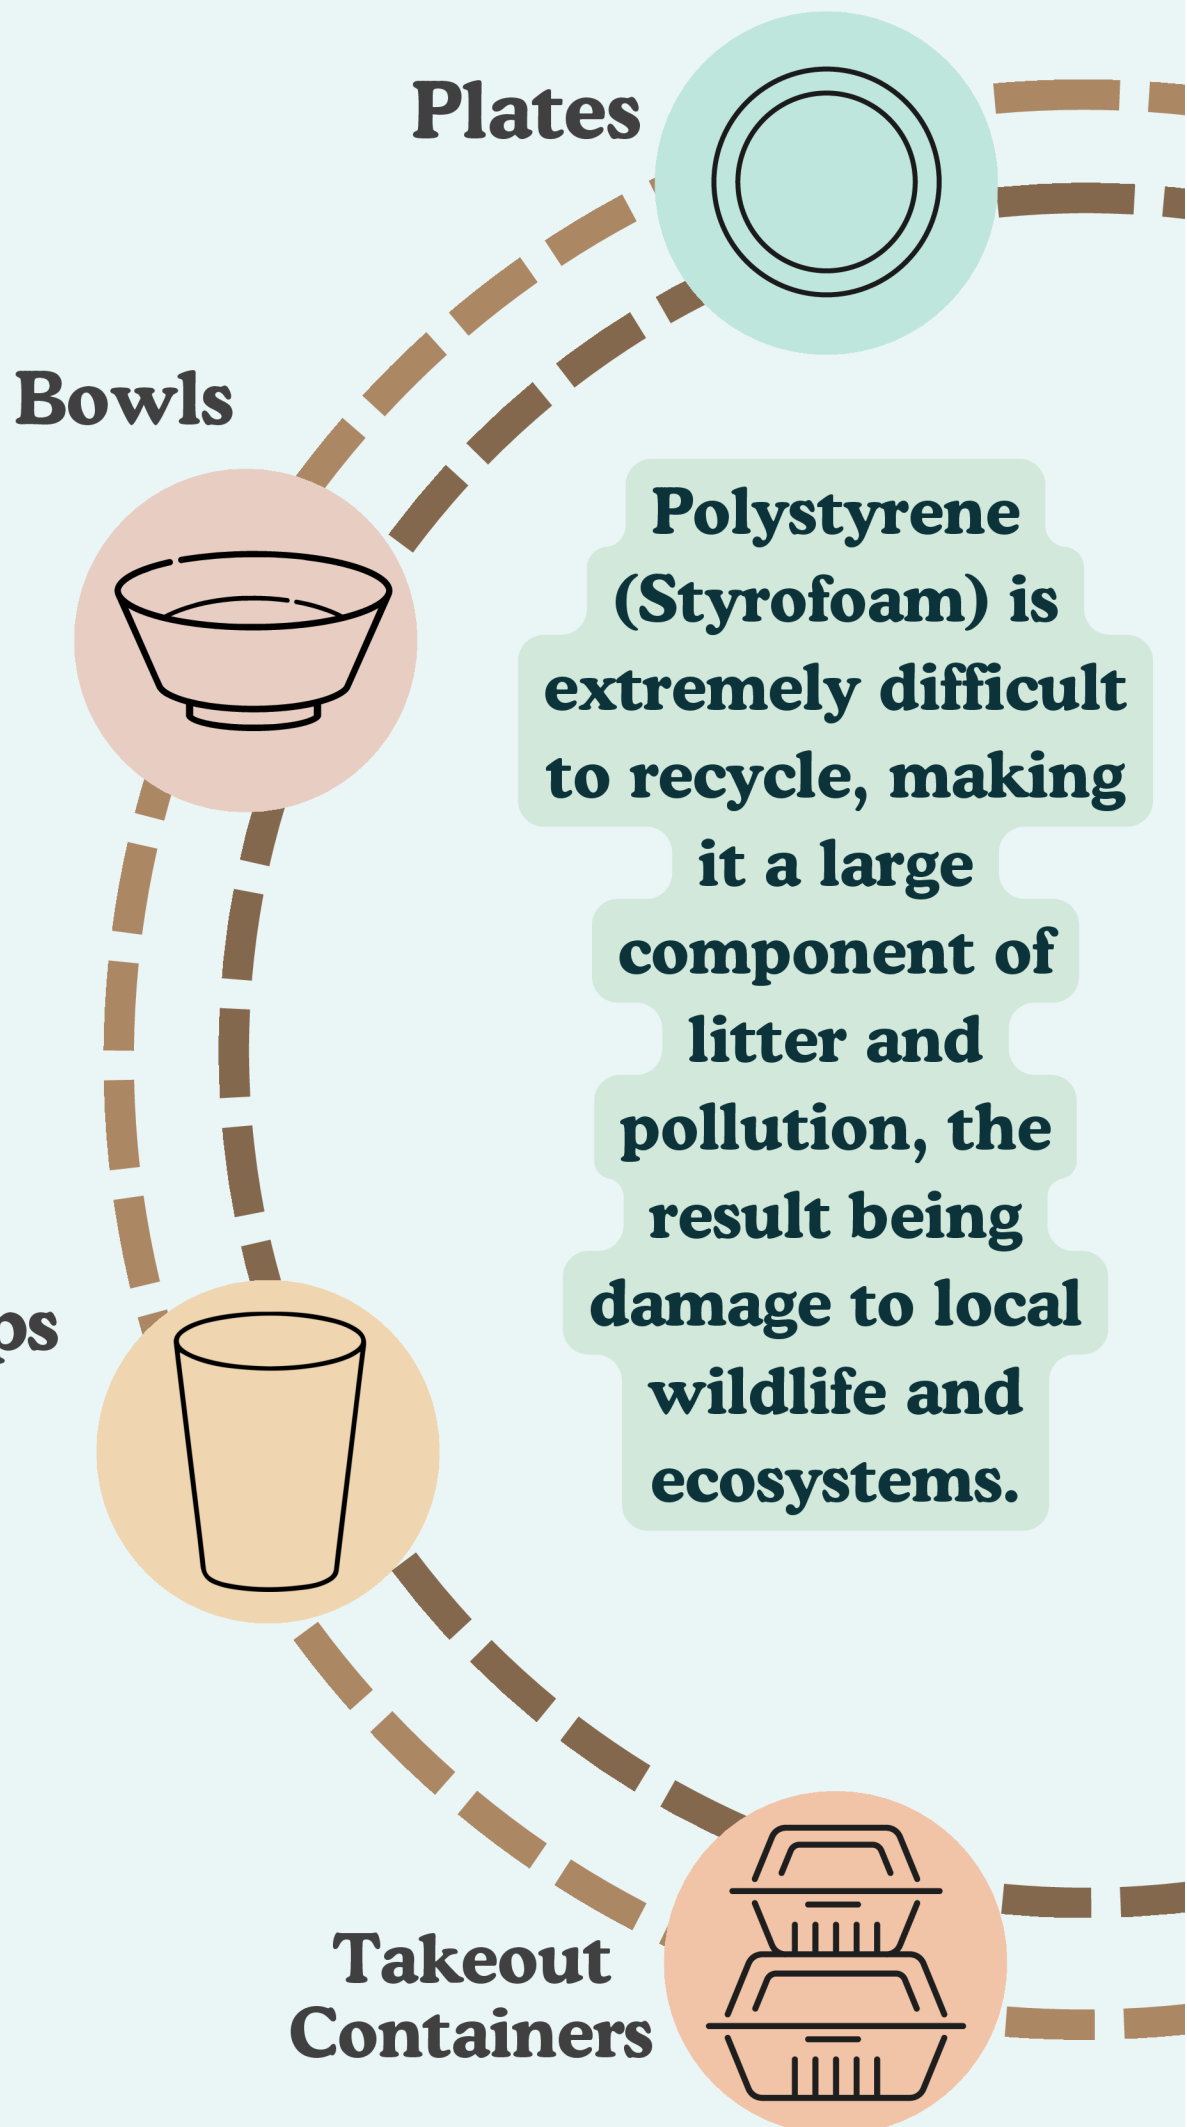 Plates
Bowls
Polystyrene
(Styrofoam) is
extremely difficult
to recycle, making
it a large
component of
litter and
pollution, the
result being
damage to local
wildlife and
ecosystems.
ps
Takeout
Containers